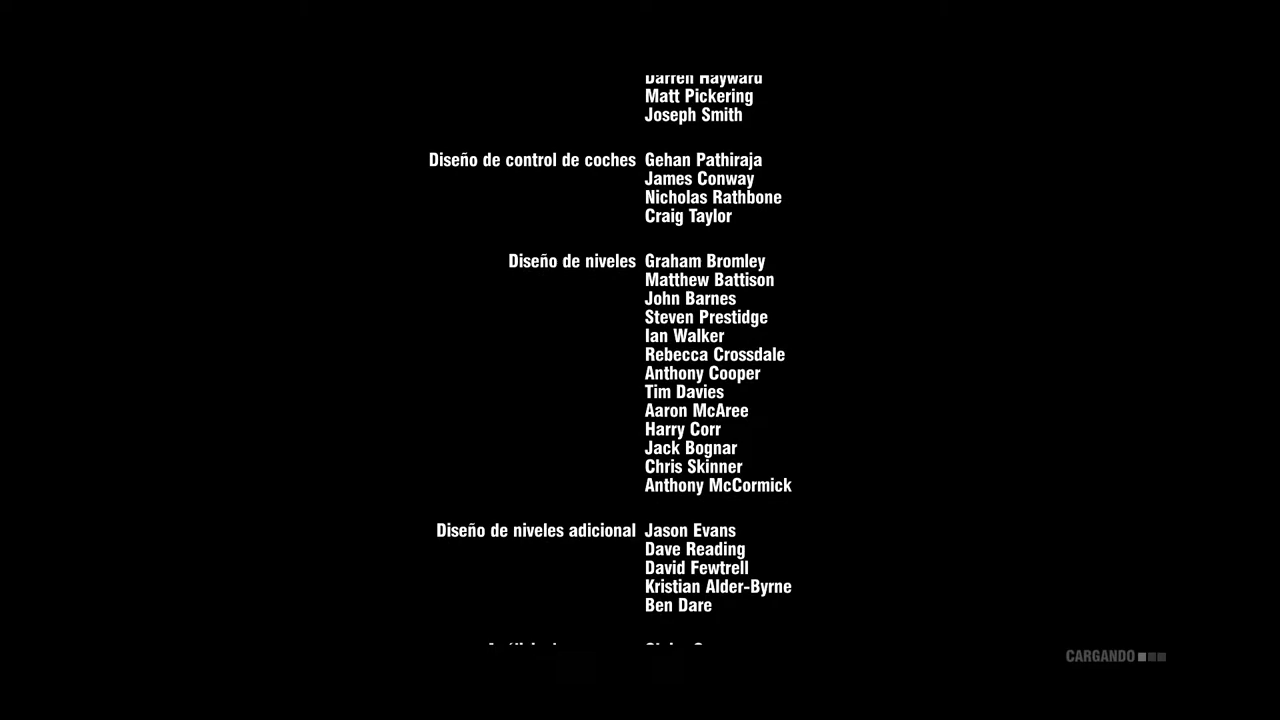 Darren Hayward
Matt Pickering
Joseph Smith
Diseño de control de coches Gehan Pathiraja
James Conway
Nicholas Rathbone
Craig Taylor
Diseño de niveles Graham Bromley
Matthew Battison
John Barnes
Steven Prestidge
Ian Walker
Rebecca Crossdale
Anthony Cooper
Tim Davies
Aaron McAree
Harry Corr
Jack Bognar
Chris Skinner
Anthony McCormick
Diseño de niveles adicional Jason Evans
Dave Reading
David Fewtrell
Kristian Alder-Byrne
Ben Dare
CARGANDO